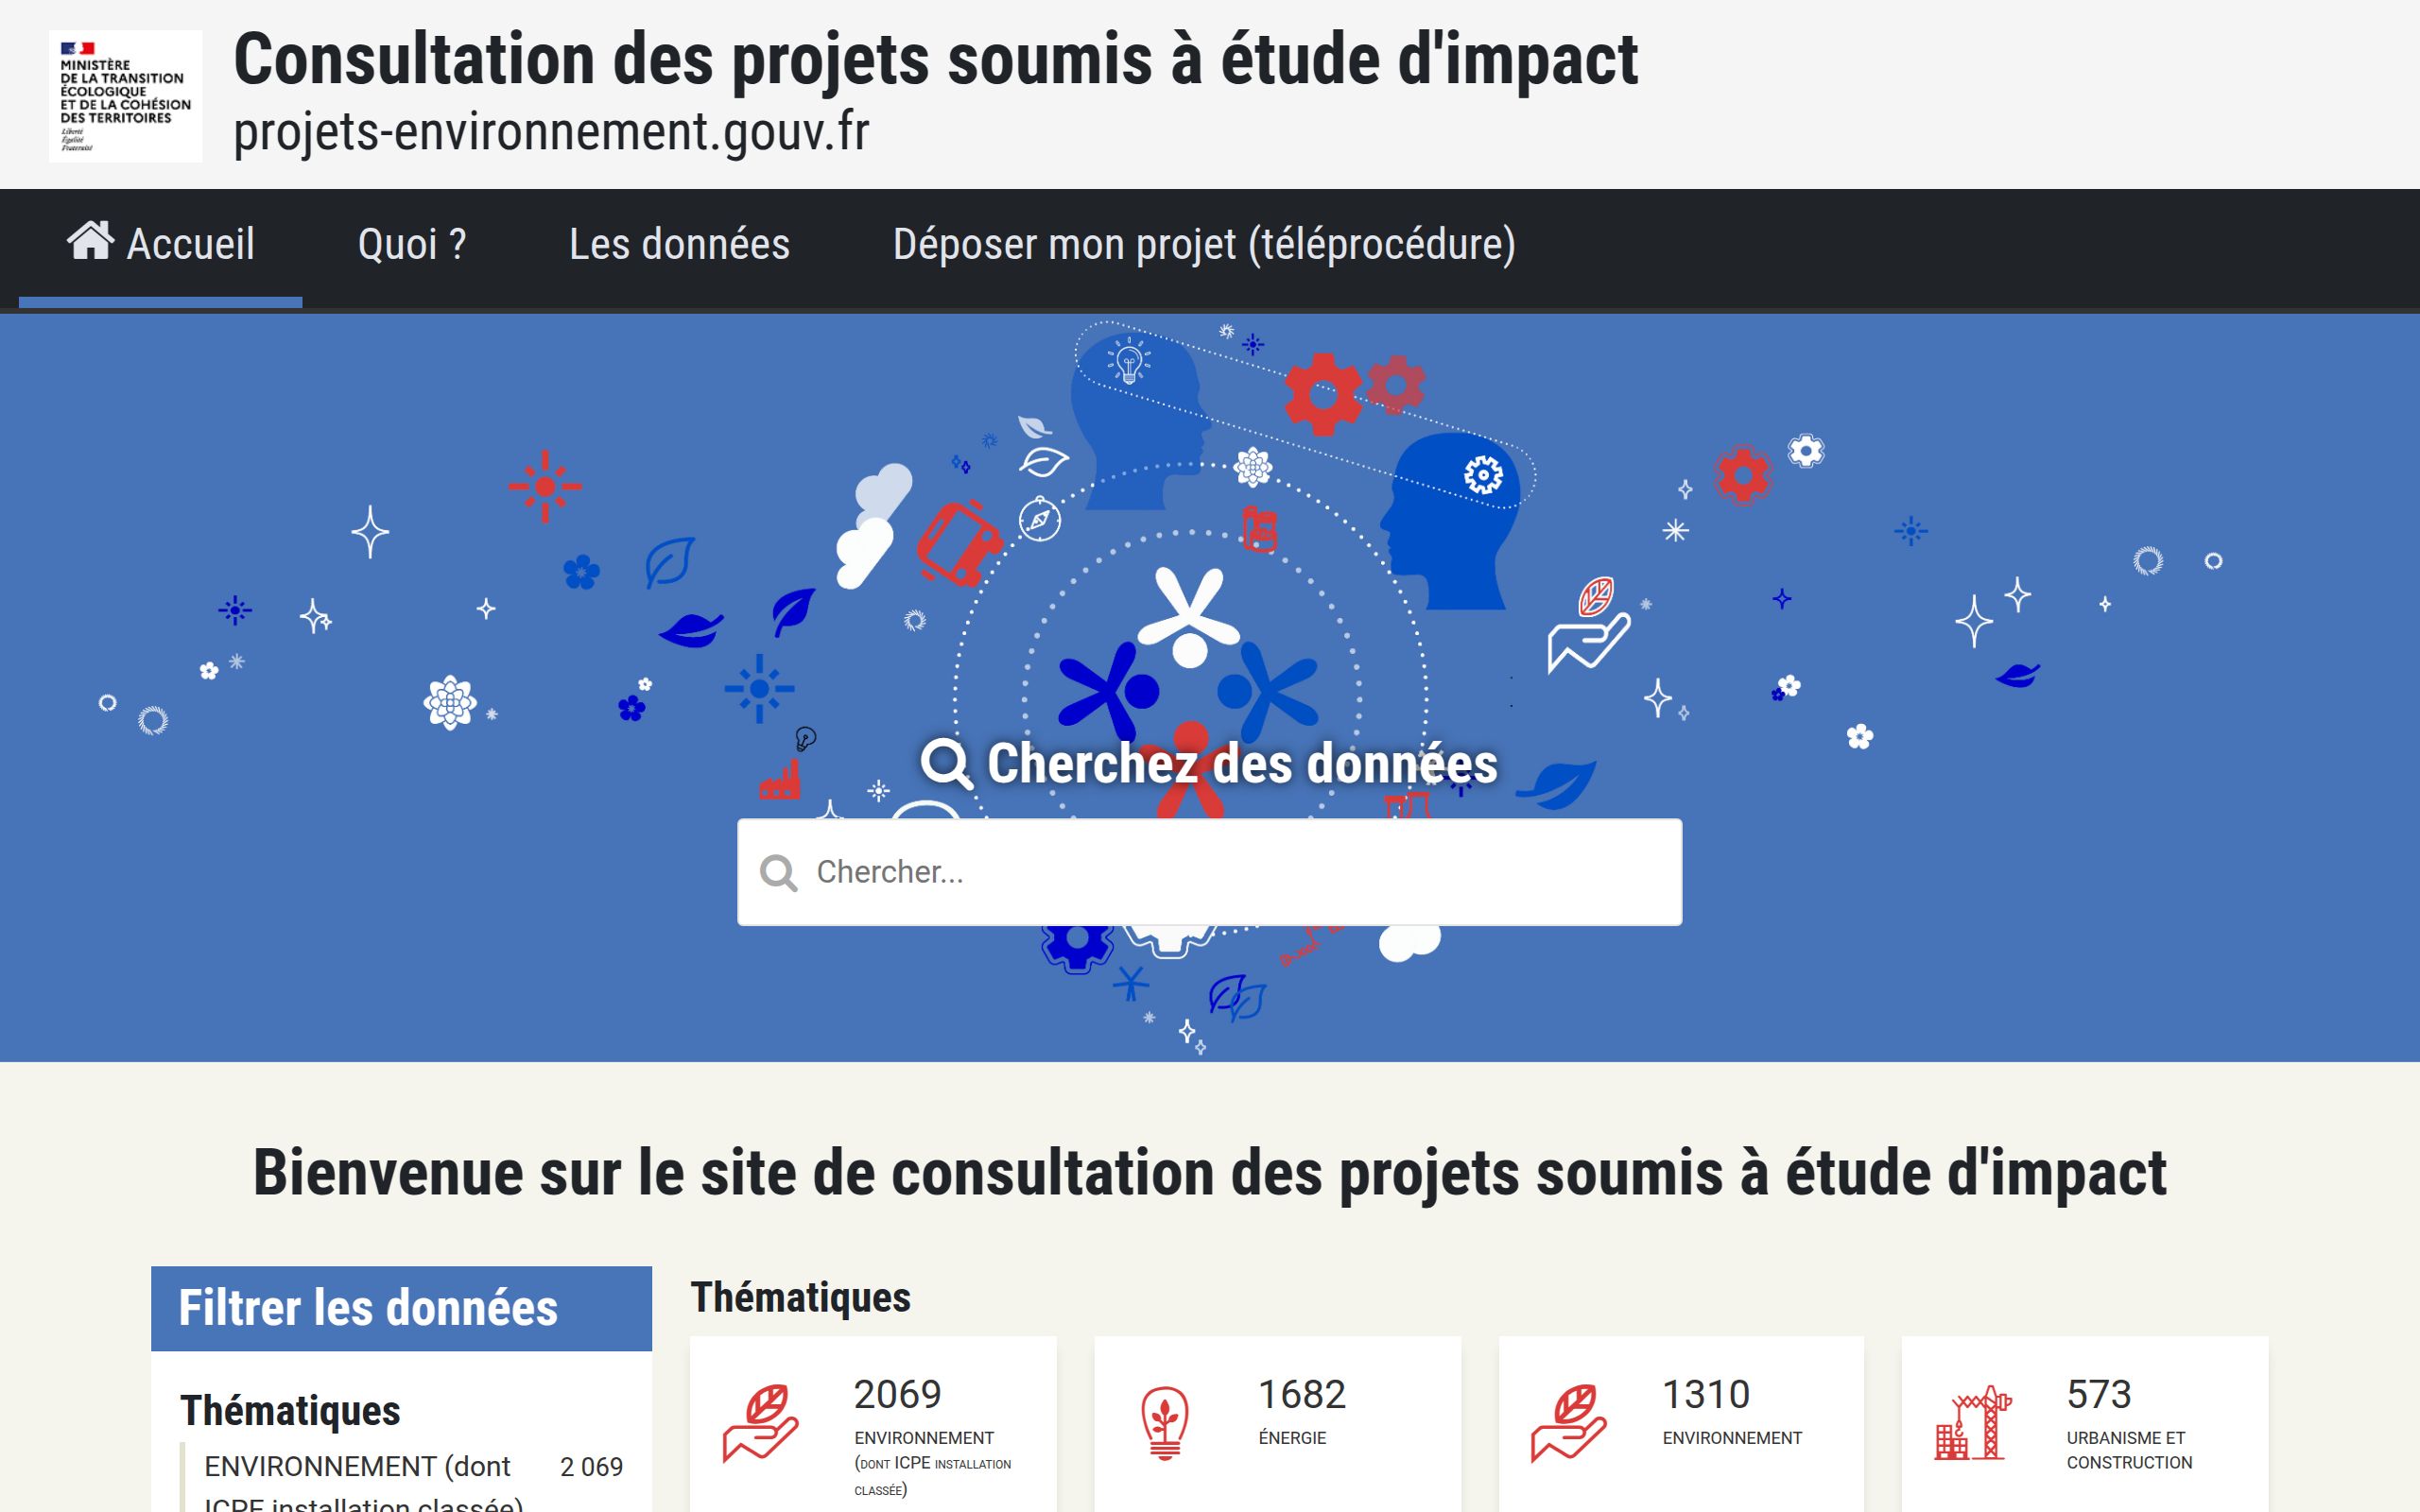 MINISTÈRE
DE LA TRANSITION
ÉCOLOGIQUE
ET DE LA COHÉSION
DES TERRITOIRES
Liberté
Égalité
Fraternité
Consultation des projets soumis à étude d'impact
projets-environnement.gouv.fr
Accueil Quoi ? Les données Déposer mon projet (téléprocédure)
Cherchez des données
Chercher...
Bienvenue sur le site de consultation des projets soumis à étude d'impact
Filtrer les données
Thématiques
ENVIRONNEMENT (dont 2 069
ICPE installation classée)
Thématiques
2069
ENVIRONNEMENT
(DONT ICPE INSTALLATION
CLASSÉE)
1682
ÉNERGIE
1310
ENVIRONNEMENT
573
URBANISME ET
CONSTRUCTION